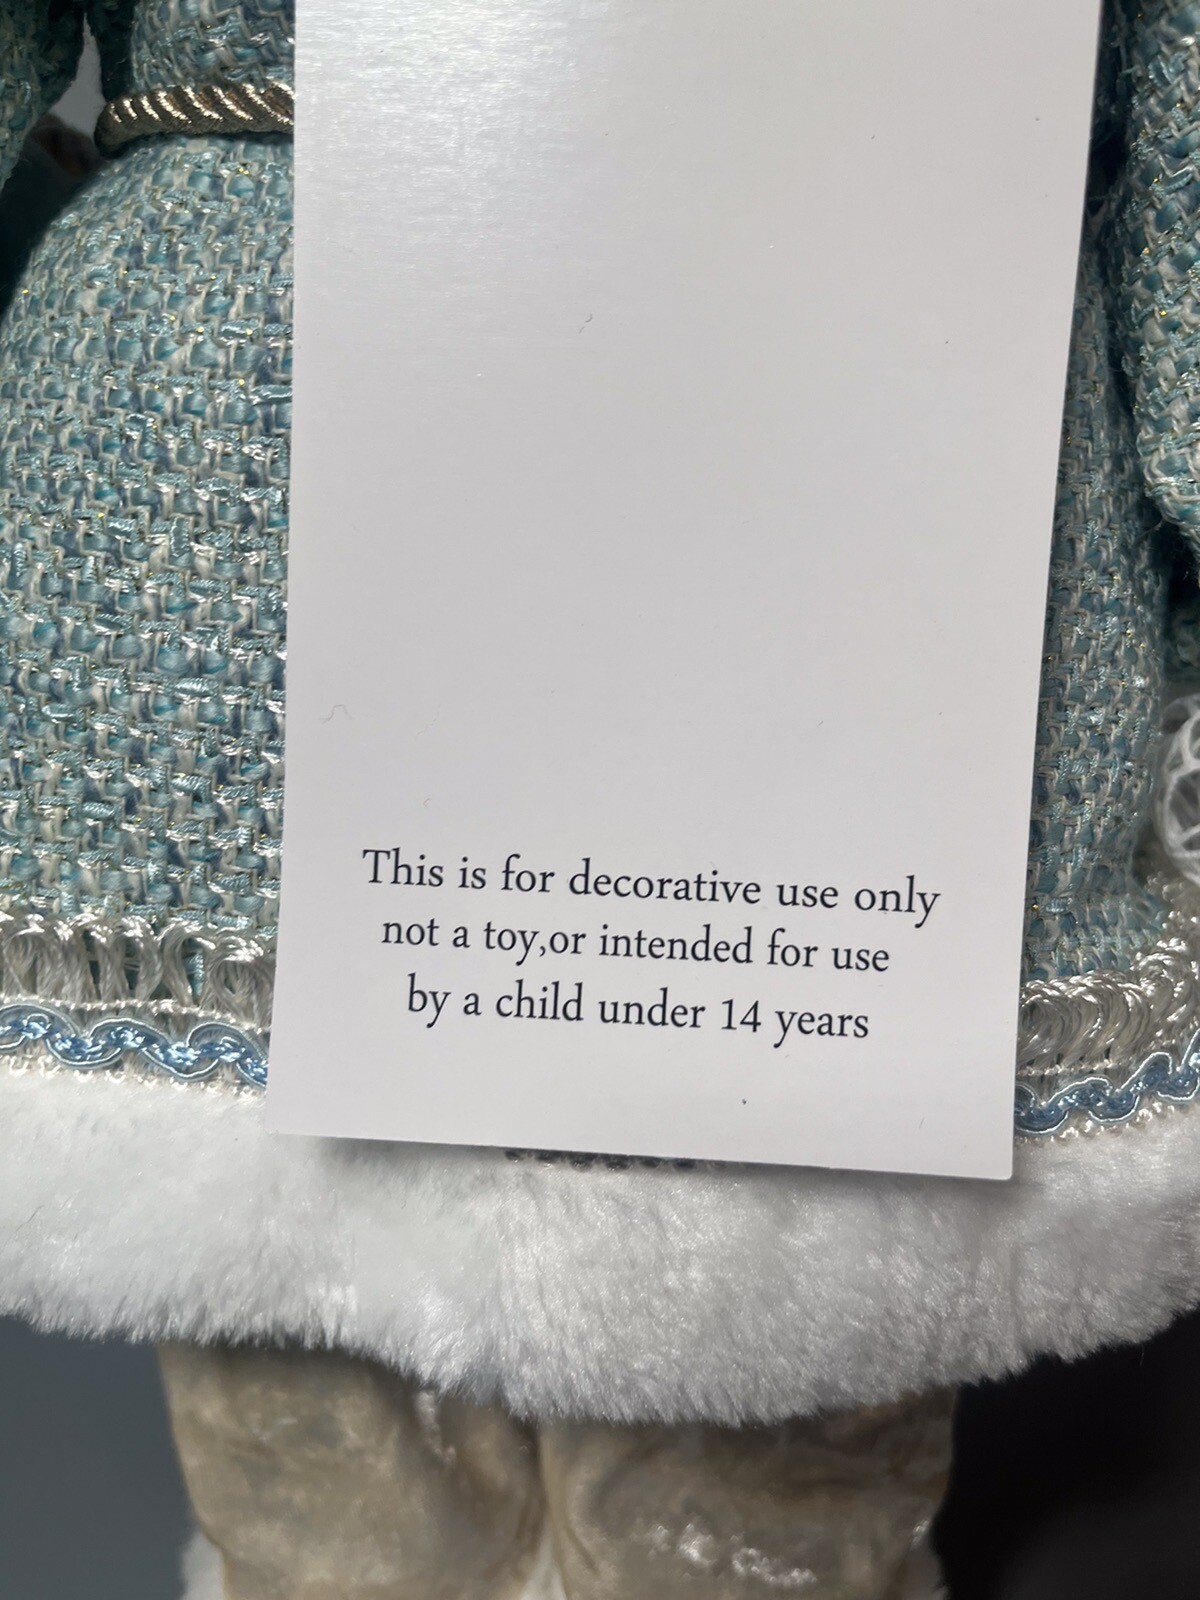 This is for decorative use only
not a toy,or intended for use
by a child under 14 years